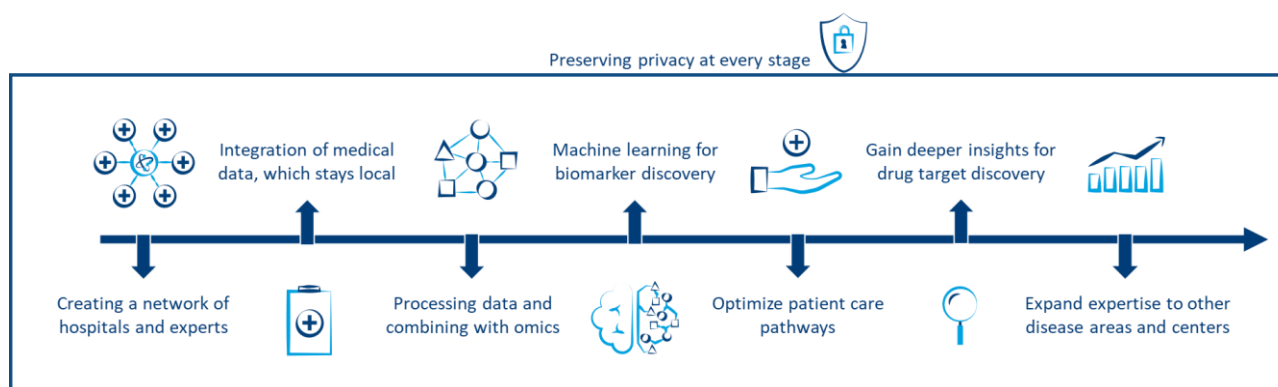 Preserving privacy at every stage
Integration of medical
data, which stays local
Machine learning for
biomarker discovery
Gain deeper insights for
drug target discovery
Creating a network of
hospitals and experts
Processing data and
combining with omics
Optimize patient care
pathways
Expand expertise to other
disease areas and centers